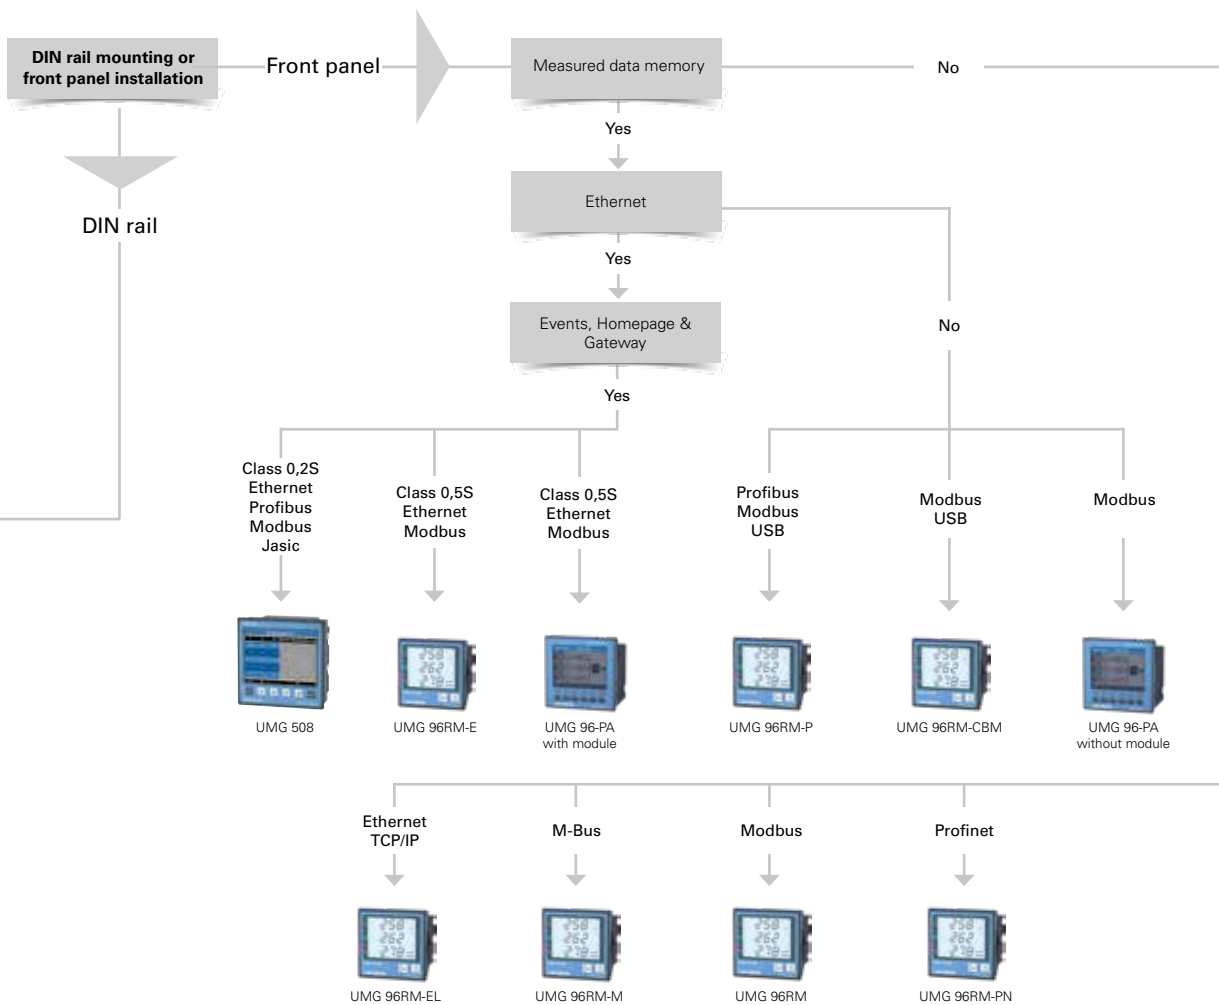 DIN rail mounting or
front panel installation
Front panel
Measured data memory
No
Yes
DIN rail
Ethernet
Yes
Events, Homepage &
Gateway
No
Yes
Class 0,2S
Ethernet
Profibus
Modbus
Jasic
Class 0,5S
Ethernet
Modbus
Class 0,5S
Ethernet
Modbus
Profibus
Modbus
USB
Modbus
USB
Modbus
UMG 508
UMG 96RM-E
UMG 96-PA
with module
UMG 96RM-P
UMG 96RM-CBM
UMG 96-PA
without module
Ethernet
TCP/IP
M-Bus
Modbus
Profinet
UMG 96RM-EL
UMG 96RM-M
UMG 96RM
UMG 96RM-PN